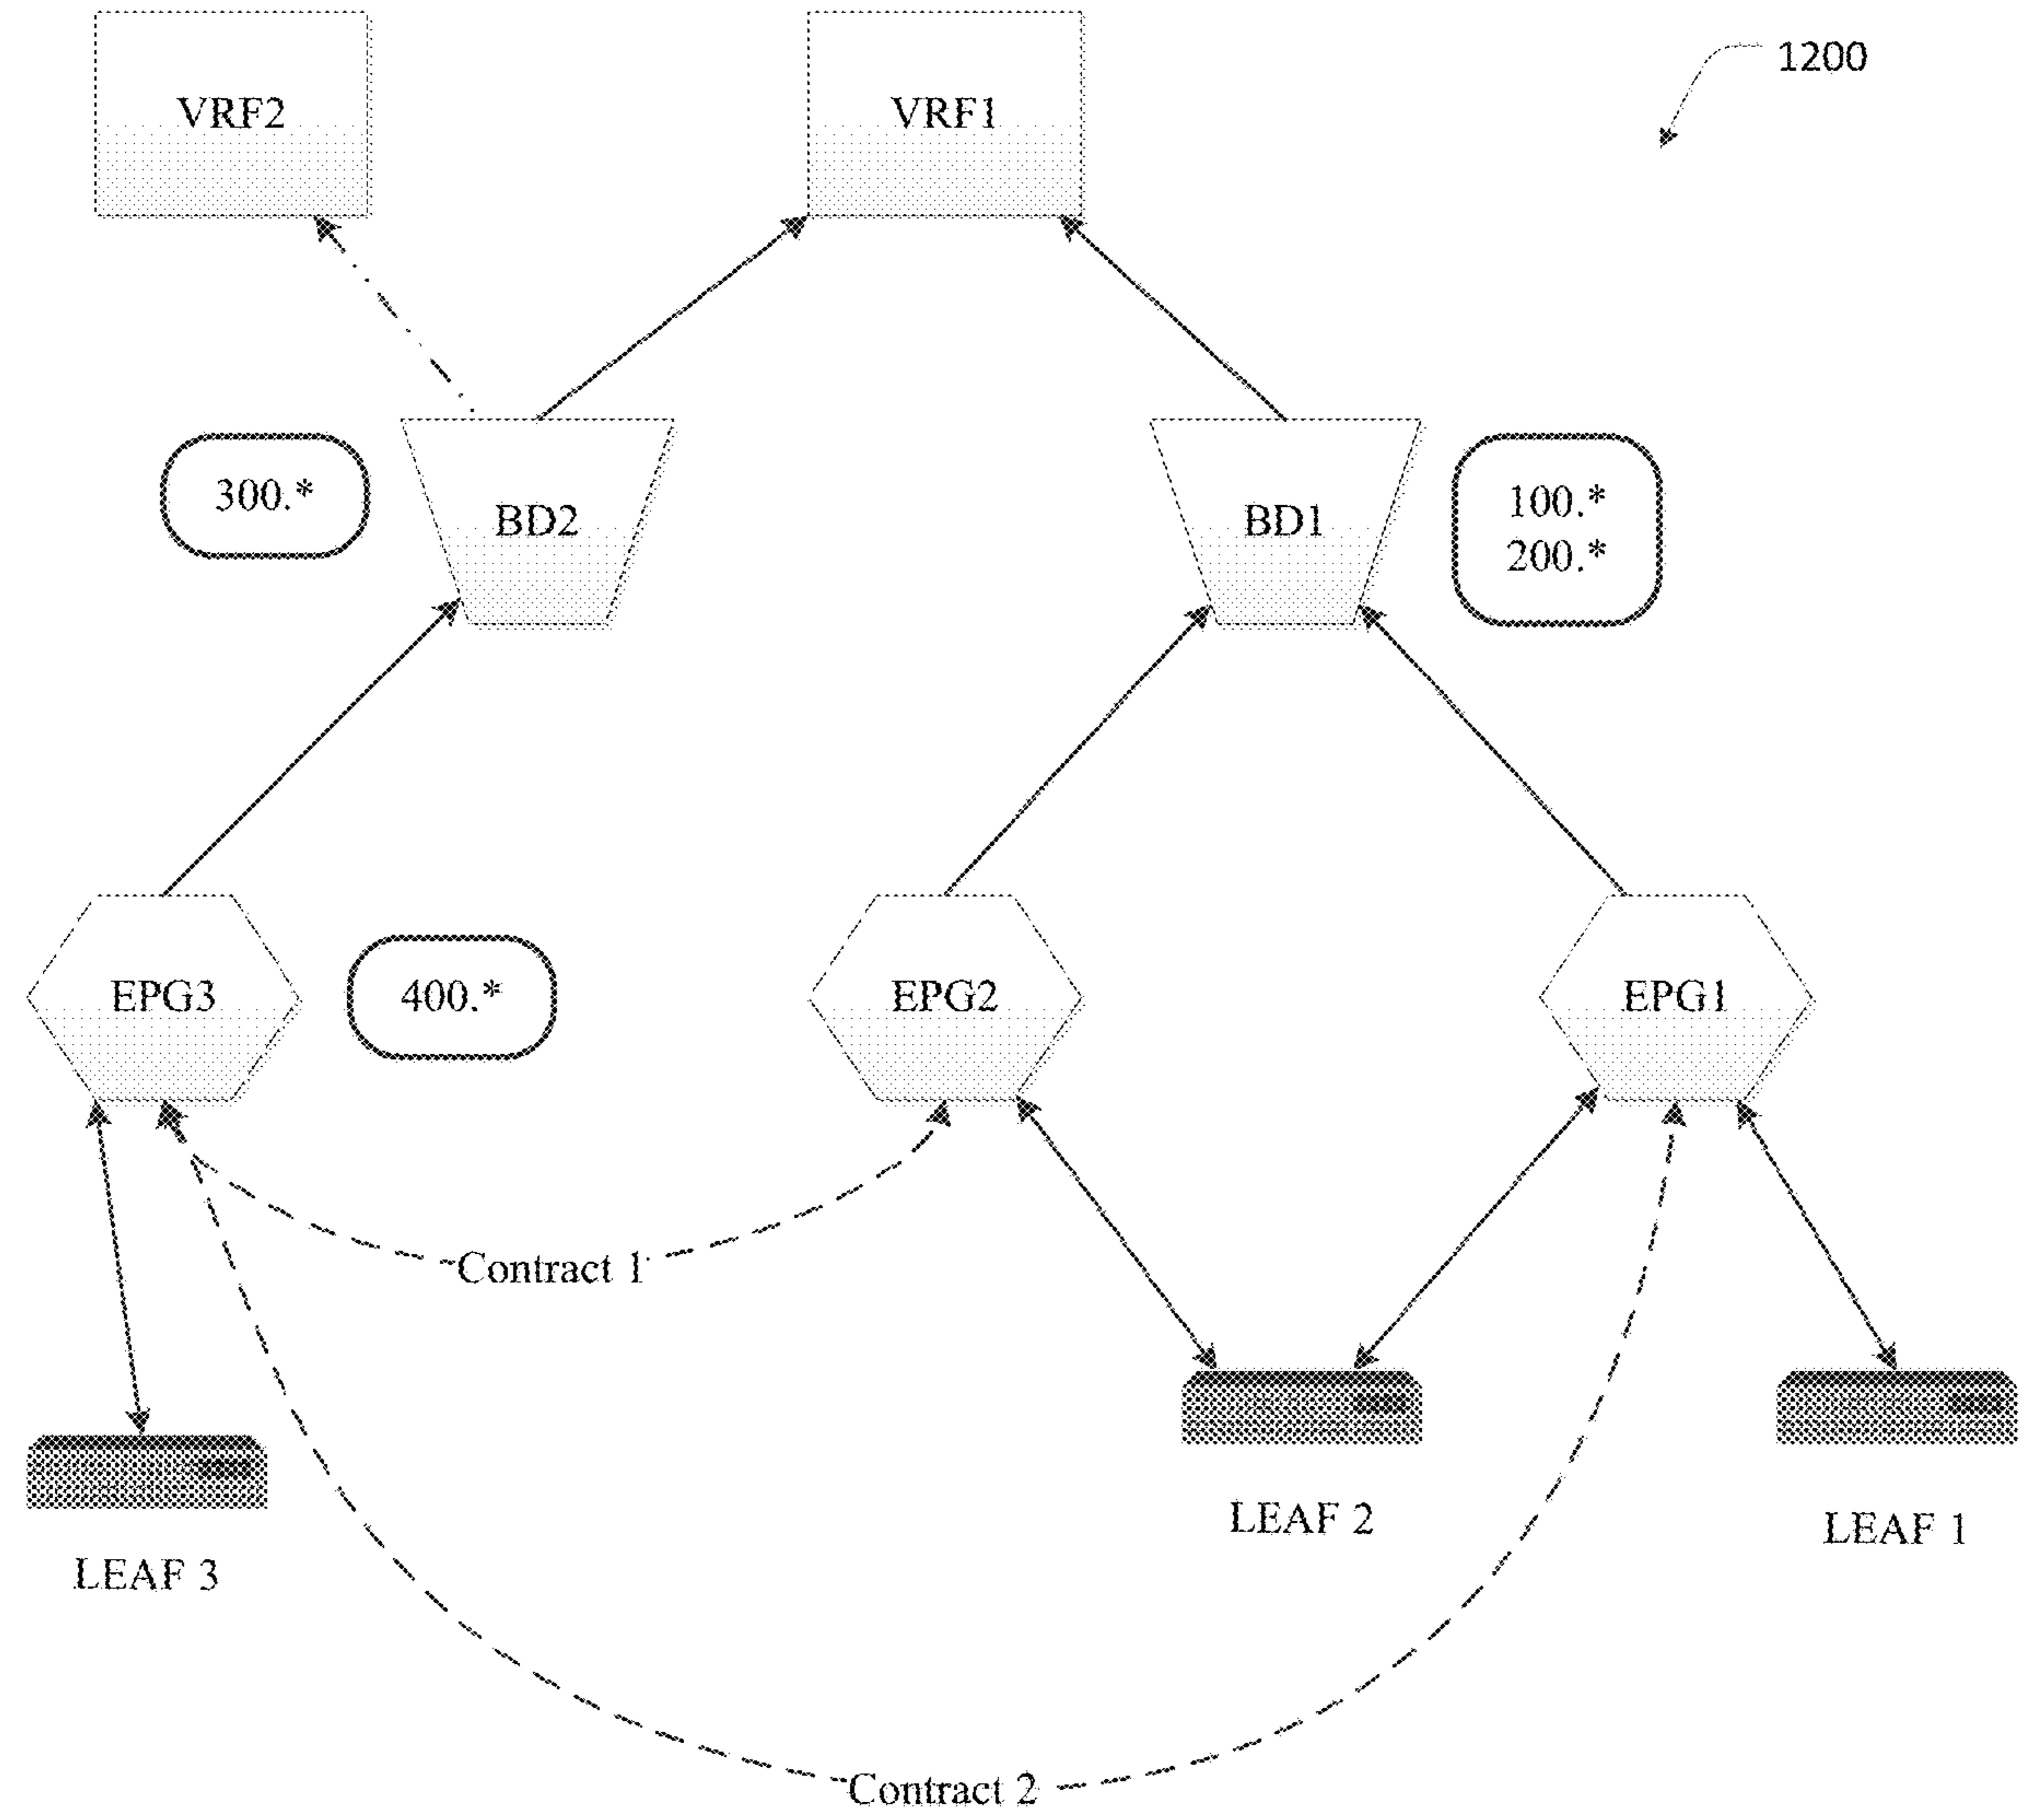 VRF2
VRF1
1200
300.*
BD2
BD1
100.*
200.*
EPG3
400.*
EPG2
EPG1
Contract 1
LEAF 3
LEAF 2
LEAF 1
Contract 2